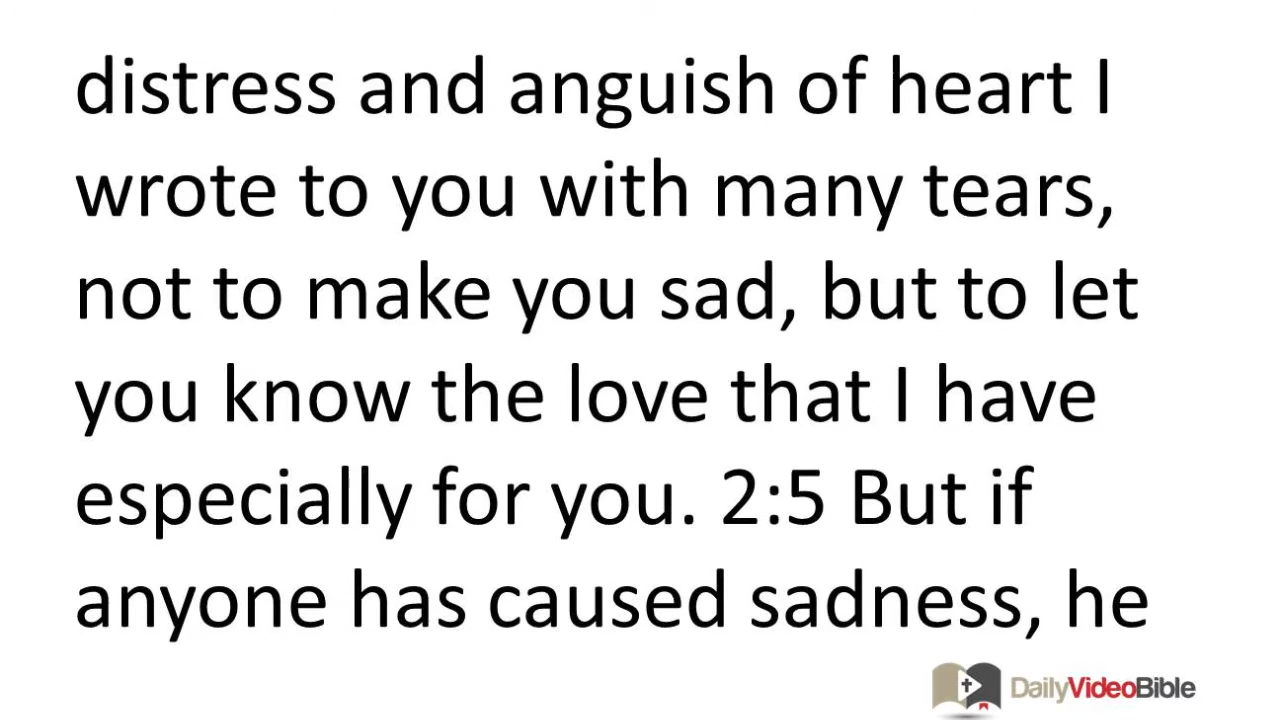 distress and anguish of heart I
wrote to you with many tears,
not to make you sad, but to let
you know the love that I have
especially for you. 2:5 But if
anyone has caused sadness, he
DailyVideoBible